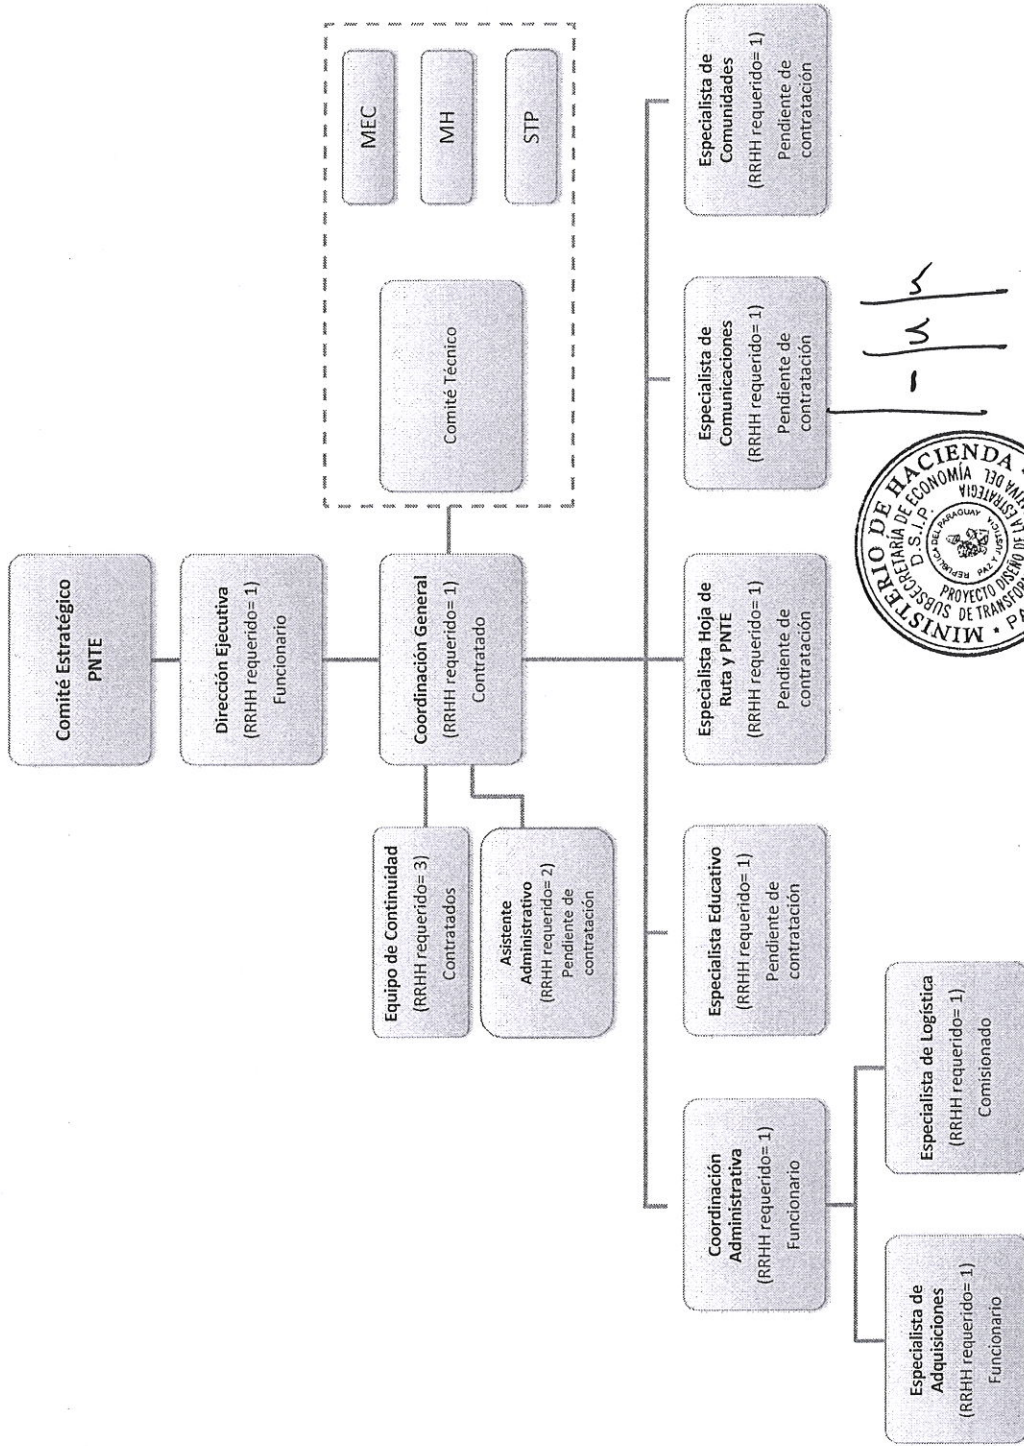 Comité Estratégico
PNTE
Dirección Ejecutiva
(RRHH requerido= 1)
Funcionario
Coordinación General
(RRHH requerido= 1)
Contratado
Equipo de Continuidad
(RRHH requerido= 3)
Contratados
Asistente
Administrativo
(RRHH requerido= 2)
Pendiente de
contratación
Comité Técnico
MEC
MH
STP
Coordinación
Administrativa
(RRHH requerido= 1)
Funcionario
Especialista Educativo
(RRHH requerido= 1)
Pendiente de
contratación
Especialista Hoja de
Ruta y PNTE
(RRHH requerido= 1)
Pendiente de
contratación
Especialista de
Comunicaciones
(RRHH requerido= 1)
Pendiente de
contratación
Especialista de
Comunidades
(RRHH requerido= 1)
Pendiente de
contratación
Especialista de
Adquisiciones
(RRHH requerido= 1)
Funcionario
Especialista de Logística
(RRHH requerido= 1)
Comisionado
MINISTERIO DE HACIENDA
SUBSECRETARÍA DE ECONOMÍA
D.S.I.P.
REPUBLICA DEL PARAGUAY
PAZ Y JUSTICIA
PROYECTO DISEÑO DE LA ESTRATEGIA